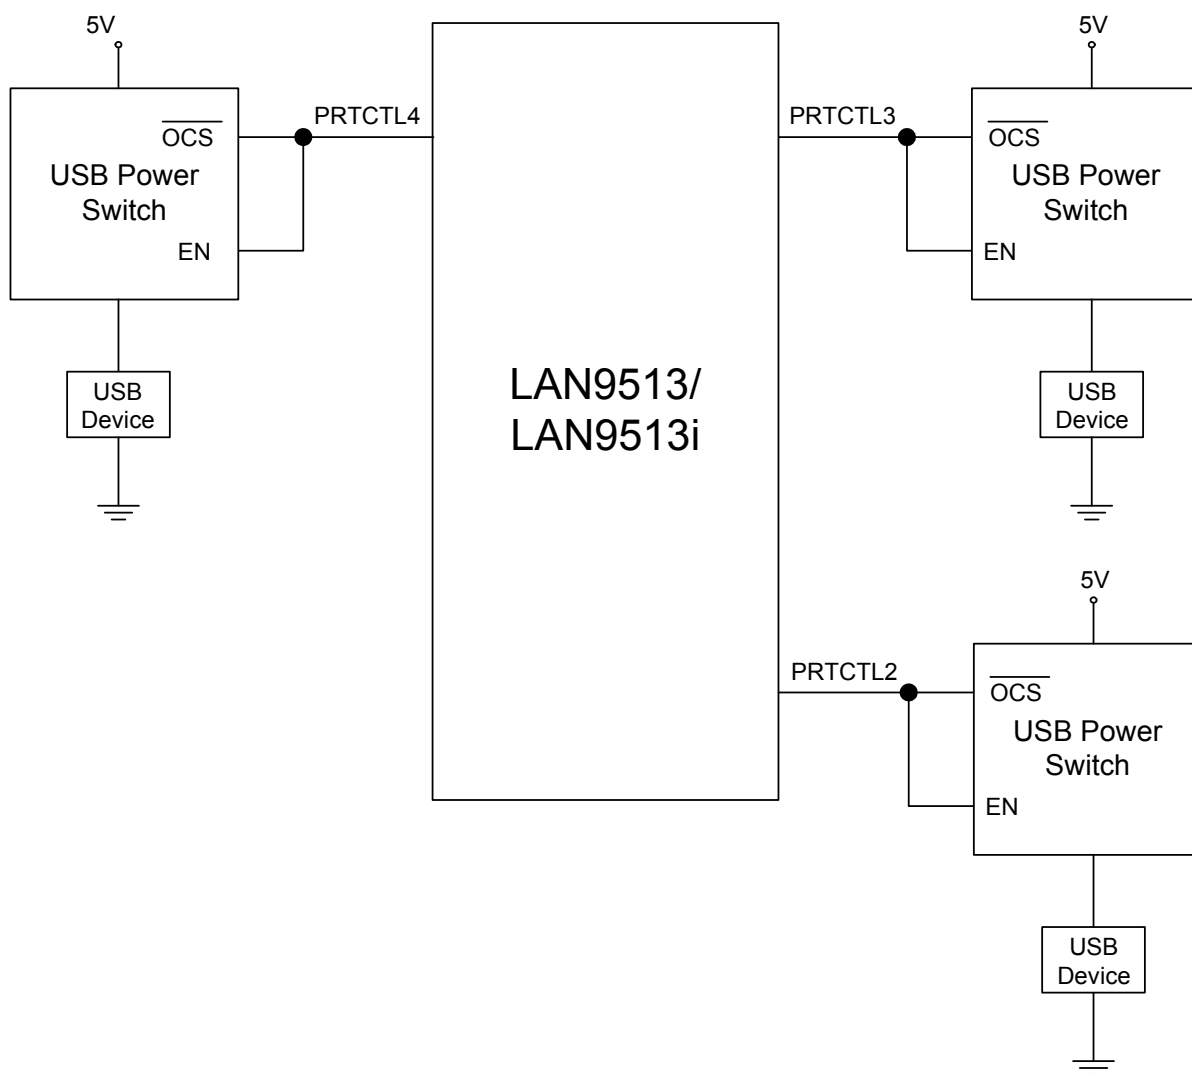 5V
OCS
USB Power
Switch
EN
USB
Device
PRTCTL4
LAN9513/
LAN9513i
PRTCTL3
5V
OCS
USB Power
Switch
EN
USB
Device
PRTCTL2
5V
OCS
USB Power
Switch
EN
USB
Device